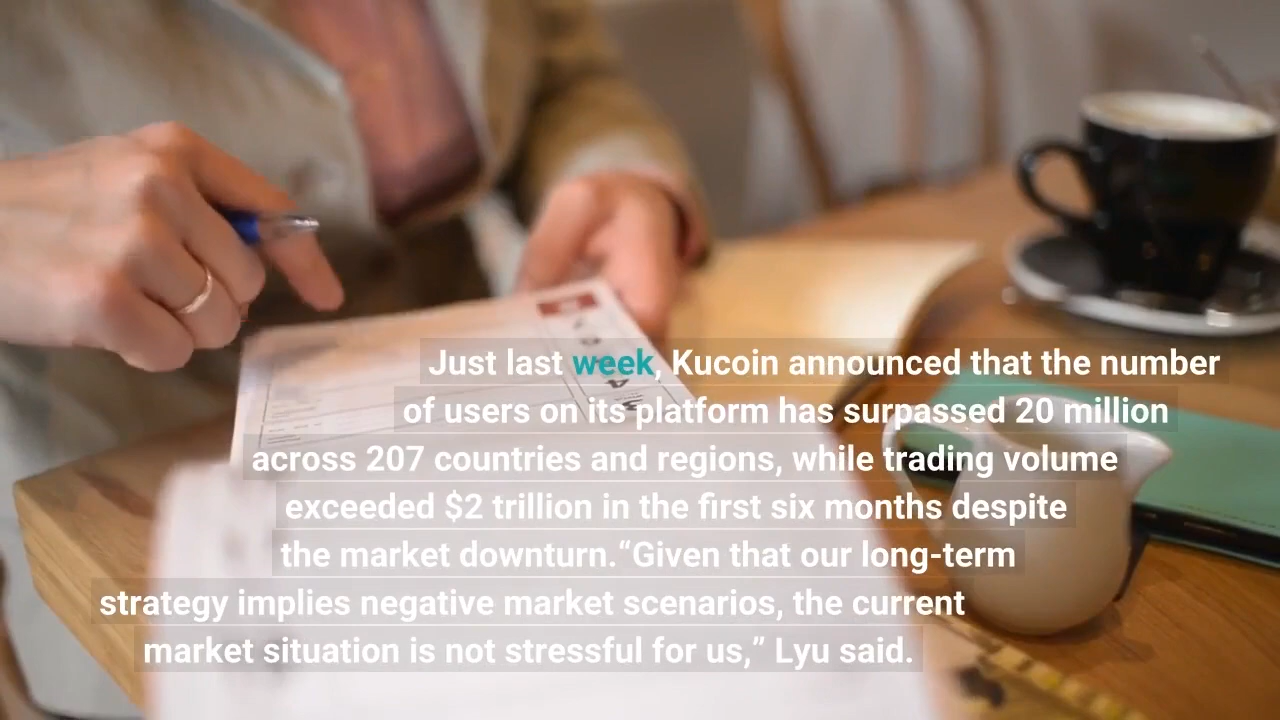 Just last week, Kucoin announced that the number
of users on its platform has surpassed 20 million
across 207 countries and regions, while trading volume
exceeded $2 trillion in the first six months despite
the market downturn.“Given that our long-term
strategy implies negative market scenarios, the current
market situation is not stressful for us,” Lyu said.